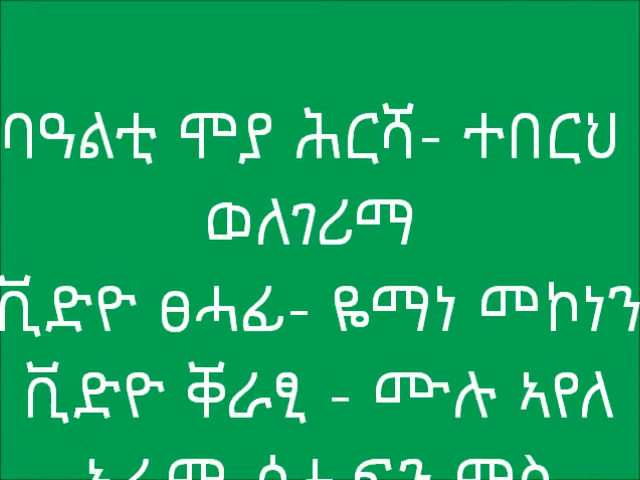 ባዓልቲ ሞያ ሕርሻ- ተበርህ
ወለገሪማ
ቪድዮ ፀሓፊ- ዬማነ መኮነን
ቪድዮ ቐራፂ - ሙሉ ኣየለ